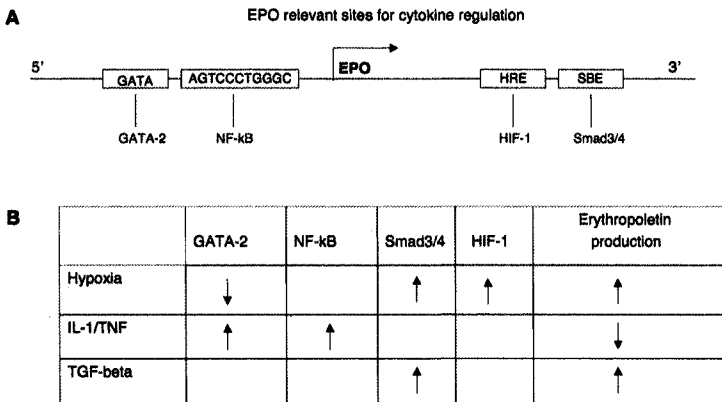 A
EPO relevant sites for cytokine regulation
5'
GATA
AGTCCCTGGGC
EPO
HRE
SBE
3'
GATA-2
NF-kB
HIF-1
Smad3/4
B
GATA-2 NF-kB Smad3/4 HIF-1 Erythropoletin production
Hypoxia ↓ ↑ ↑ ↑
IL-1/TNF ↑ ↑ ↓
TGF-beta ↑ ↑